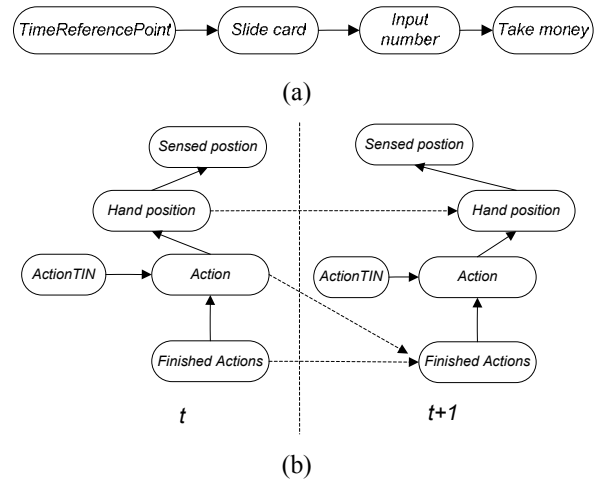 TimeReferencePoint
Slide card
Input
number
Take money
(a)
Sensed postion
Sensed postion
Hand position
Hand position
ActionTIN
Action
ActionTIN
Action
Finished Actions
Finished Actions
t
t+1
(b)